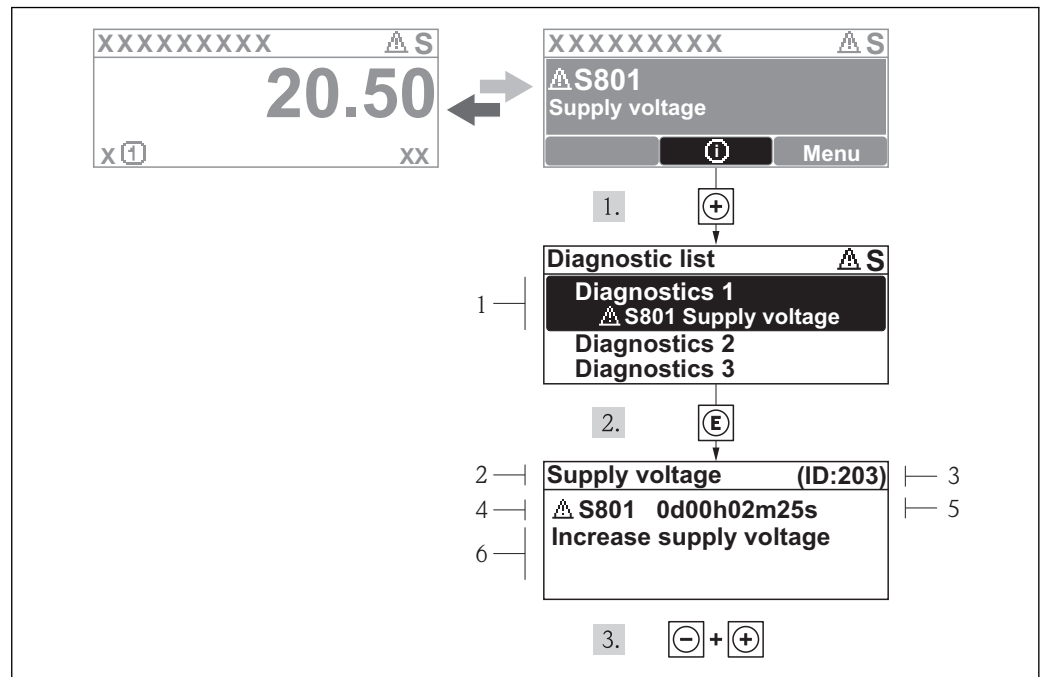 XXXXXXXXX ⚠ S
20.50
X ① XX
XXXXXXXXX ⚠ S
⚠ S801
Supply voltage
ⓘ Menu
1. +
Diagnostic list ⚠ S
1
Diagnostics 1
⚠ S801 Supply voltage
Diagnostics 2
Diagnostics 3
2. E
2 Supply voltage (ID:203) 3
4 ⚠ S801 0d00h02m25s 5
6 Increase supply voltage
3. - + +